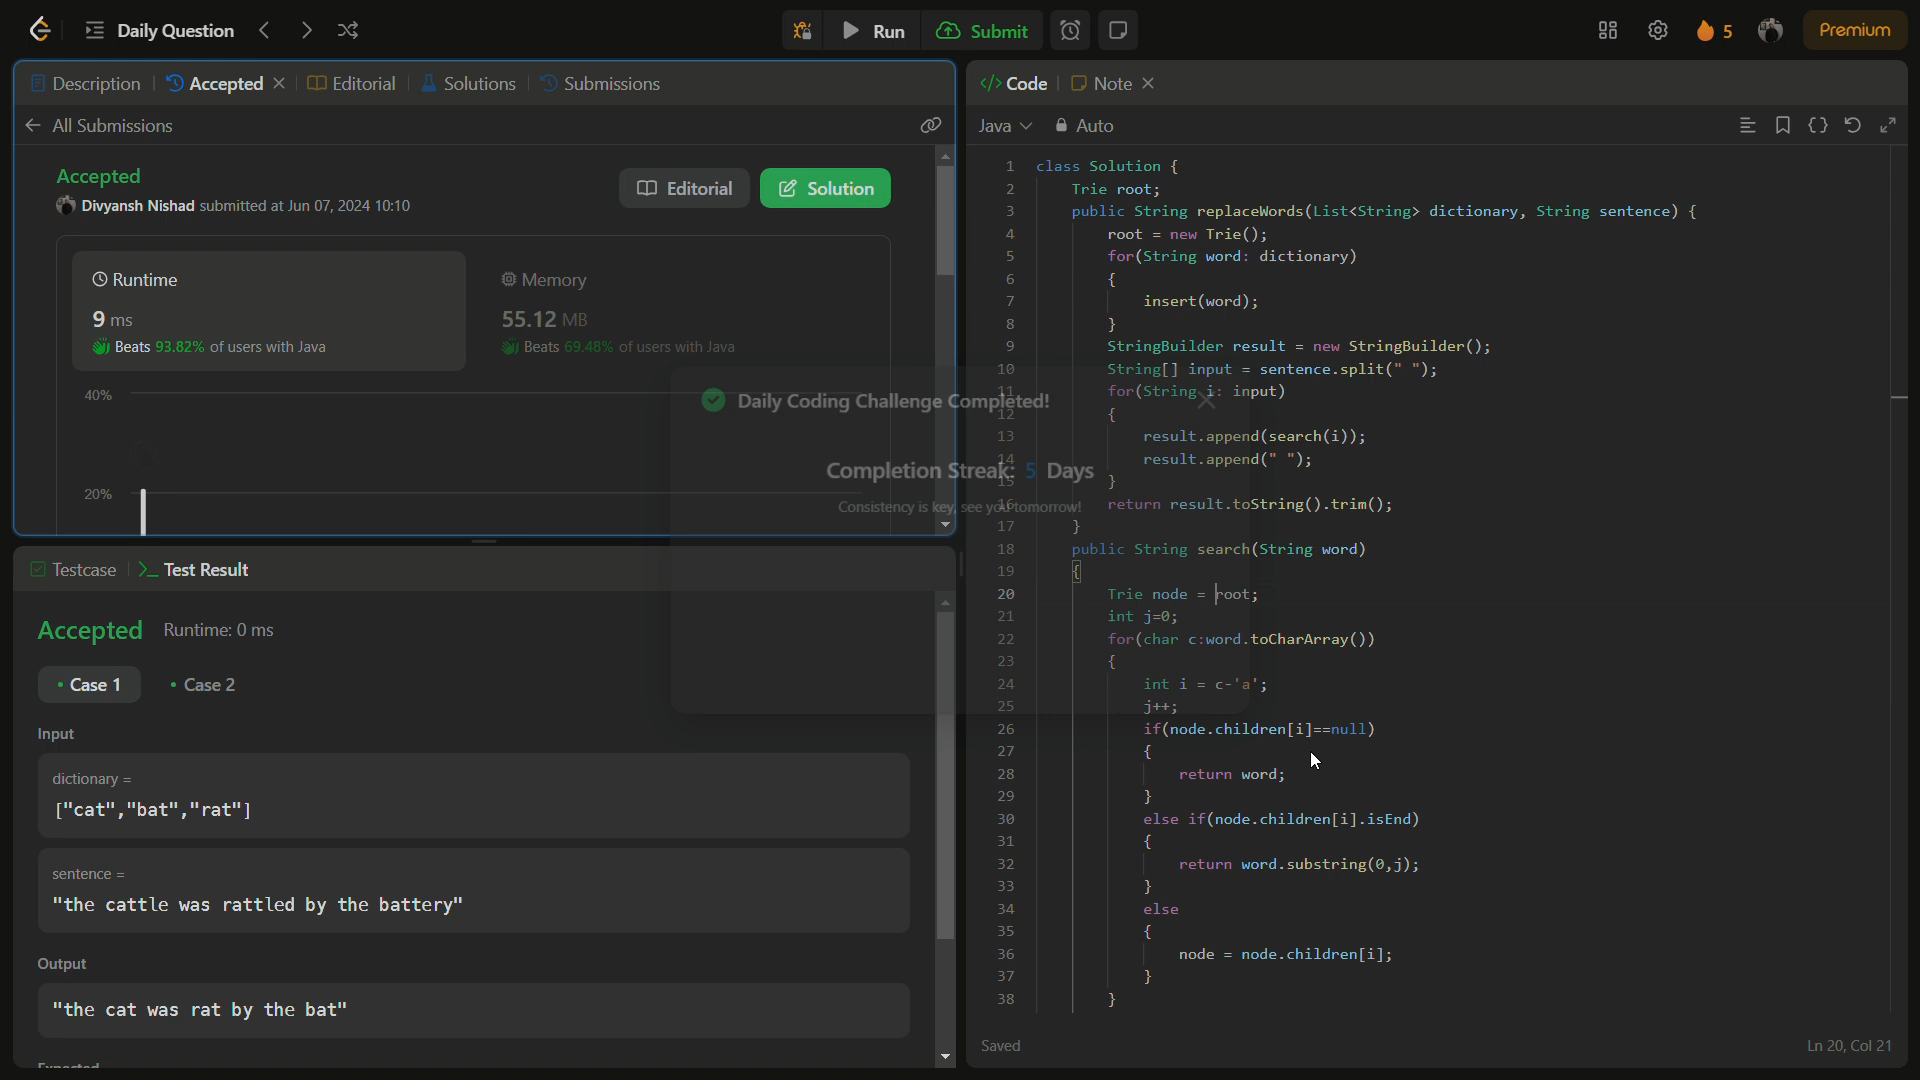 Daily Question
Run
Submit
5
Premium
Description
Accepted
Editorial
Solutions
Submissions
All Submissions
Accepted
Divyansh Nishad submitted at Jun 07, 2024 10:10
Editorial
Solution
Runtime
9 ms
Beats 93.82% of users with Java
Memory
55.12 MB
Beats 69.48% of users with Java
40%
20%
Daily Coding Challenge Completed!
Completion Streak: 5 Days
Consistency is key, see you tomorrow!
Testcase
Test Result
Accepted Runtime: 0 ms
Case 1
Case 2
Input
dictionary =
["cat","bat","rat"]
sentence =
"the cattle was rattled by the battery"
Output
"the cat was rat by the bat"
Expected
</> Code
Note
Java
Auto
1 class Solution {
2 Trie root;
3 public String replaceWords(List<String> dictionary, String sentence) {
4 root = new Trie();
5 for(String word: dictionary)
6 {
7 insert(word);
8 }
9 StringBuilder result = new StringBuilder();
10 String[] input = sentence.split(" ");
11 for(String i: input)
12 {
13 result.append(search(i));
14 result.append(" ");
15 }
16 return result.toString().trim();
17 }
18 public String search(String word)
19 {
20 Trie node = root;
21 int j=0;
22 for(char c:word.toCharArray())
23 {
24 int i = c-'a';
25 j++;
26 if(node.children[i]==null)
27 {
28 return word;
29 }
30 else if(node.children[i].isEnd)
31 {
32 return word.substring(0,j);
33 }
34 else
35 {
36 node = node.children[i];
37 }
38 }
Saved
Ln 20, Col 21